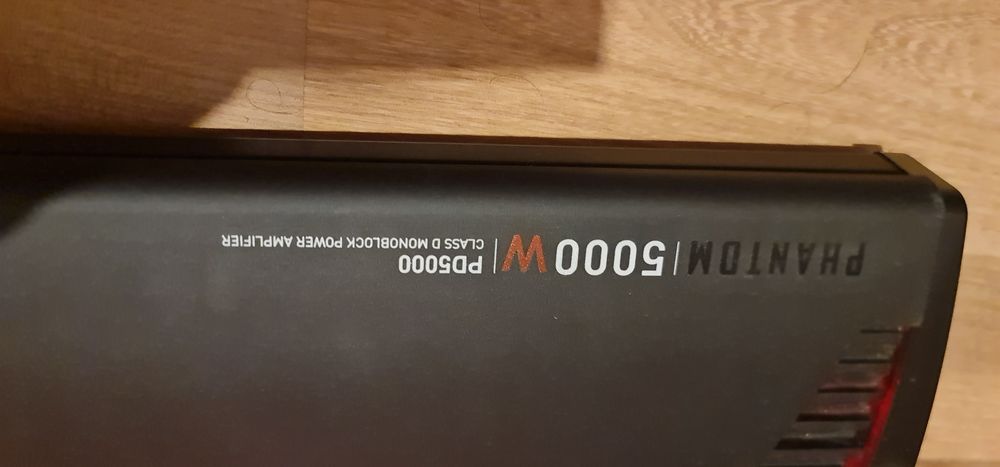 PHANTOM | 5000W | PD5000
CLASS D MONOBLOCK POWER AMPLIFIER